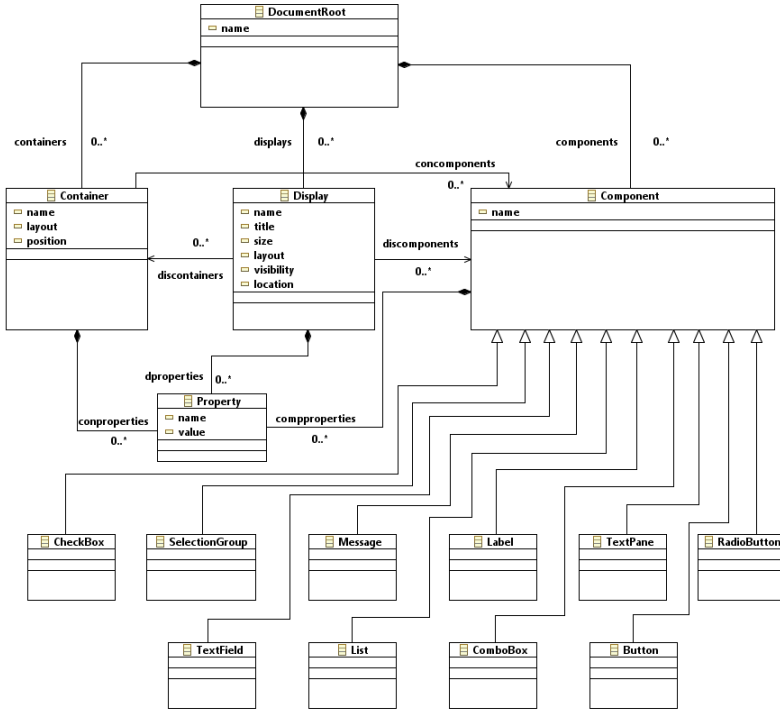 DocumentRoot
name
containers
0..*
displays
0..*
components
0..*
concomponents
0..*
Container
name
layout
position
Display
name
title
size
layout
visibility
location
Component
name
0..*
discontainers
discomponents
0..*
dproperties
0..*
Property
name
value
conproperties
0..*
compproperties
0..*
CheckBox
SelectionGroup
Message
Label
TextPane
RadioButton
TextField
List
ComboBox
Button